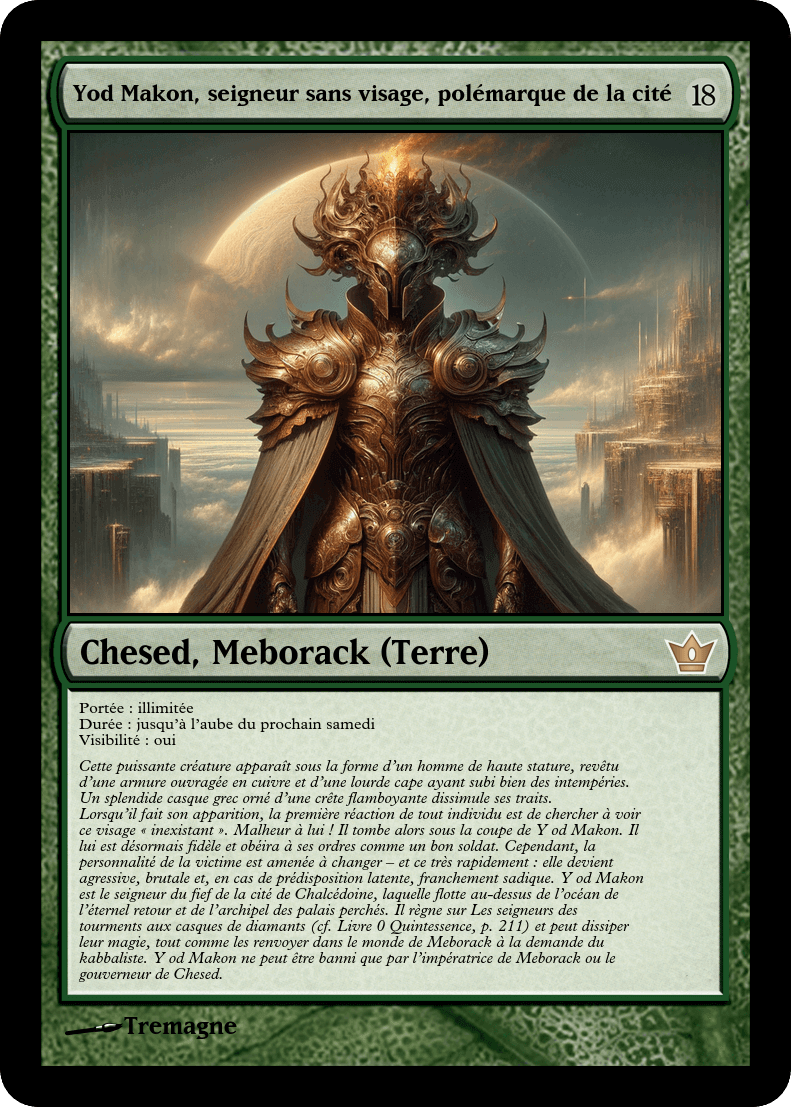 Yod Makon, seigneur sans visage, polémarque de la cité 18
Chesed, Meborack (Terre)
Portée : illimitée
Durée : jusqu'à l'aube du prochain samedi
Visibilité : oui
Cette puissante créature apparaît sous la forme d'un homme de haute stature, revêtu
d'une armure ouvragée en cuivre et d'une lourde cape ayant subi bien des intempéries.
Un splendide casque grec orné d'une crête flamboyante dissimule ses traits.
Lorsqu'il fait son apparition, la première réaction de tout individu est de chercher à voir
ce visage « inexistant ». Malheur à lui ! Il tombe alors sous la coupe de Y od Makon. Il
lui est désormais fidèle et obéira à ses ordres comme un bon soldat. Cependant, la
personnalité de la victime est amenée à changer – et ce très rapidement : elle devient
agressive, brutale et, en cas de prédisposition latente, franchement sadique. Y od Makon
est le seigneur du fief de la cité de Chalcédoine, laquelle flotte au-dessus de l'océan de
l'éternel retour et de l'archipel des palais perchés. Il règne sur Les seigneurs des
tourments aux casques de diamants (cf. Livre 0 Quintessence, p. 211) et peut dissiper
leur magie, tout comme les renvoyer dans le monde de Meborack à la demande du
kabbaliste. Y od Makon ne peut être banni que par l'impératrice de Meborack ou le
gouverneur de Chesed.
Tremagne